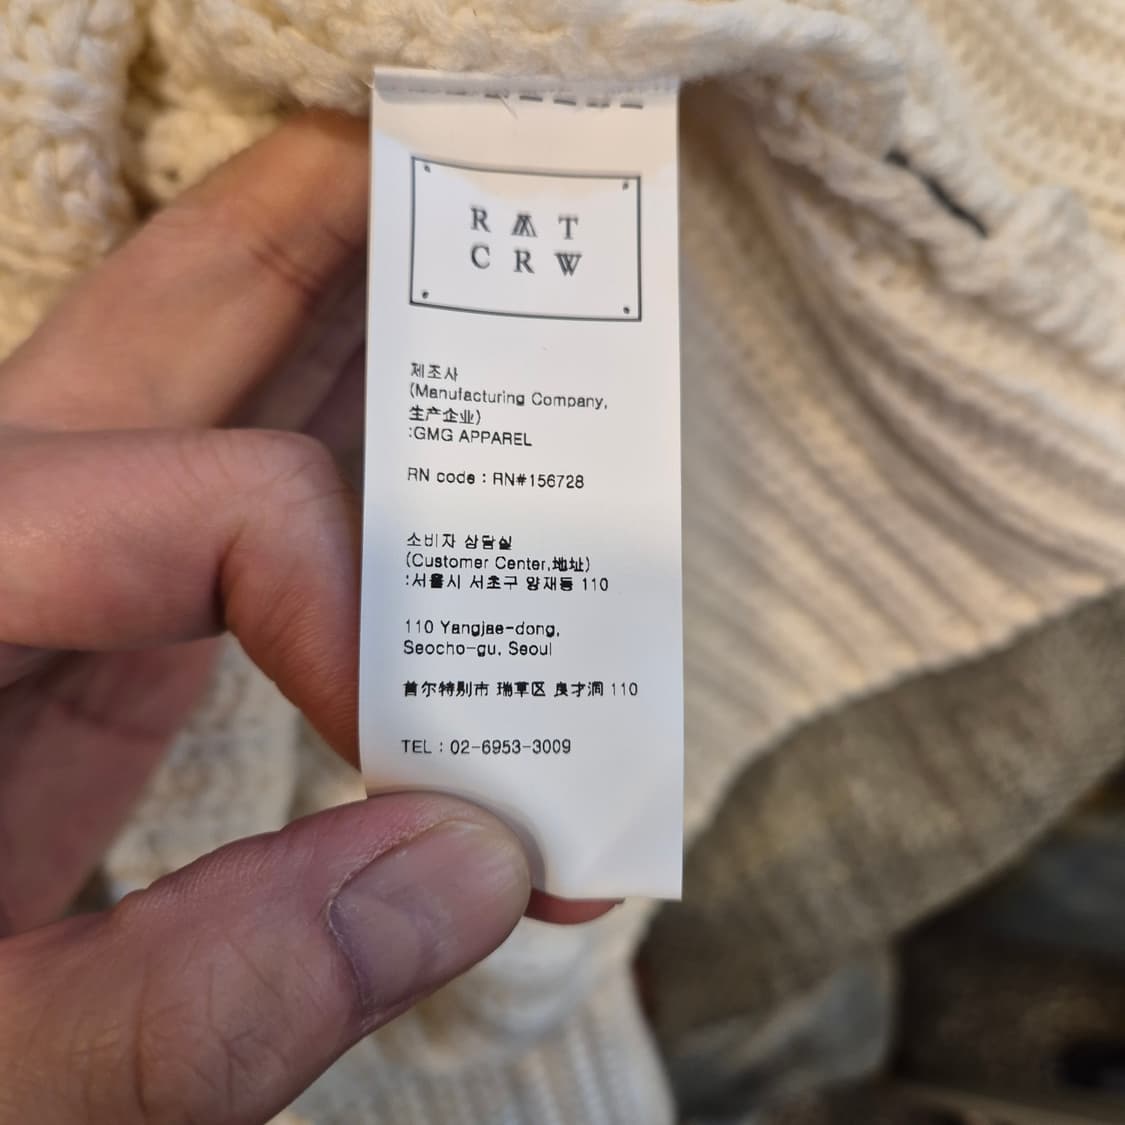 R A T
C R W
제조사
(Manufacturing Company,
生产企业)
:GMG APPAREL
RN code : RN#156728
소비자 상담실
(Customer Center,地址)
:서울시 서초구 양재동 110
110 Yangjae-dong,
Seocho-gu, Seoul
首尔特别市 瑞草区 良才洞 110
TEL : 02-6953-3009